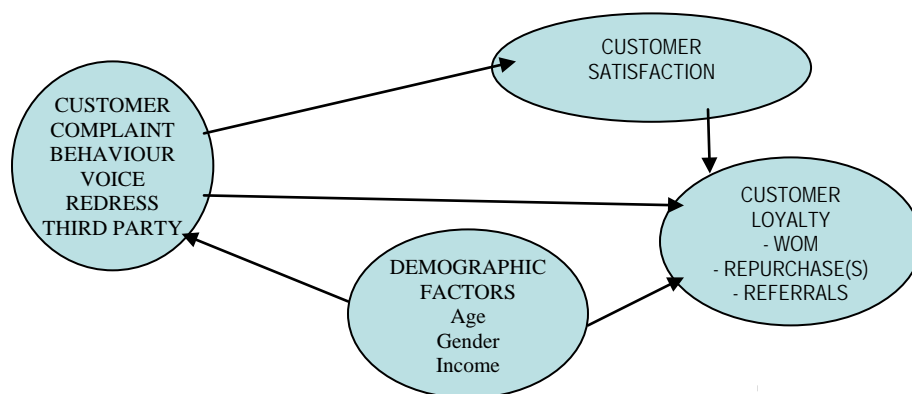 CUSTOMER
SATISFACTION
CUSTOMER
COMPLAINT
BEHAVIOUR
VOICE
REDRESS
THIRD PARTY
CUSTOMER
LOYALTY
- WOM
- REPURCHASE(S)
- REFERRALS
DEMOGRAPHIC
FACTORS
Age
Gender
Income